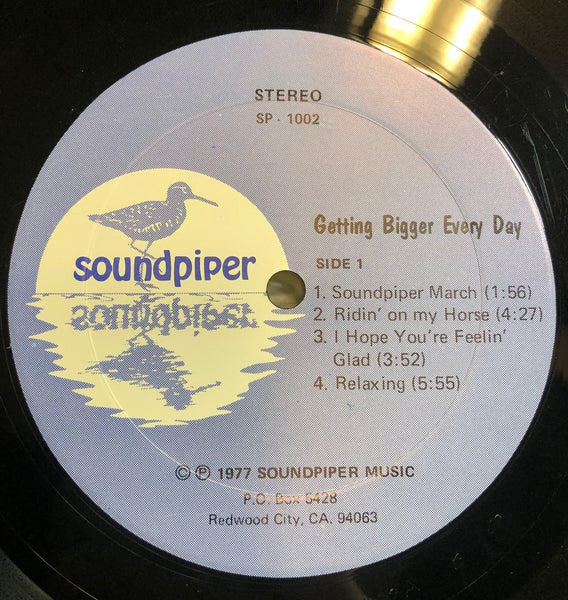 STEREO
SP - 1002
soundpiper
Getting Bigger Every Day
SIDE 1
1. Soundpiper March (1:56)
2. Ridin' on my Horse (4:27)
3. I Hope You're Feelin'
Glad (3:52)
4. Relaxing (5:55)
© ℗ 1977 SOUNDPIPER MUSIC
P.O. Box 5428
Redwood City, CA. 94063